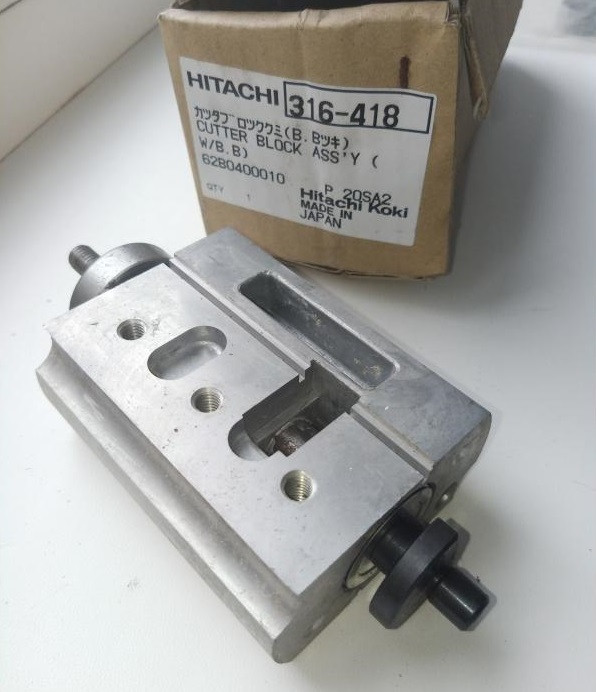 HITACHI 316-418
カッタブロッククミ(B.Bツキ)
CUTTER BLOCK ASS'Y (
W/B.B)
62B0400010 P 20SA2
QTY 1 Hitachi Koki
MADE IN
JAPAN